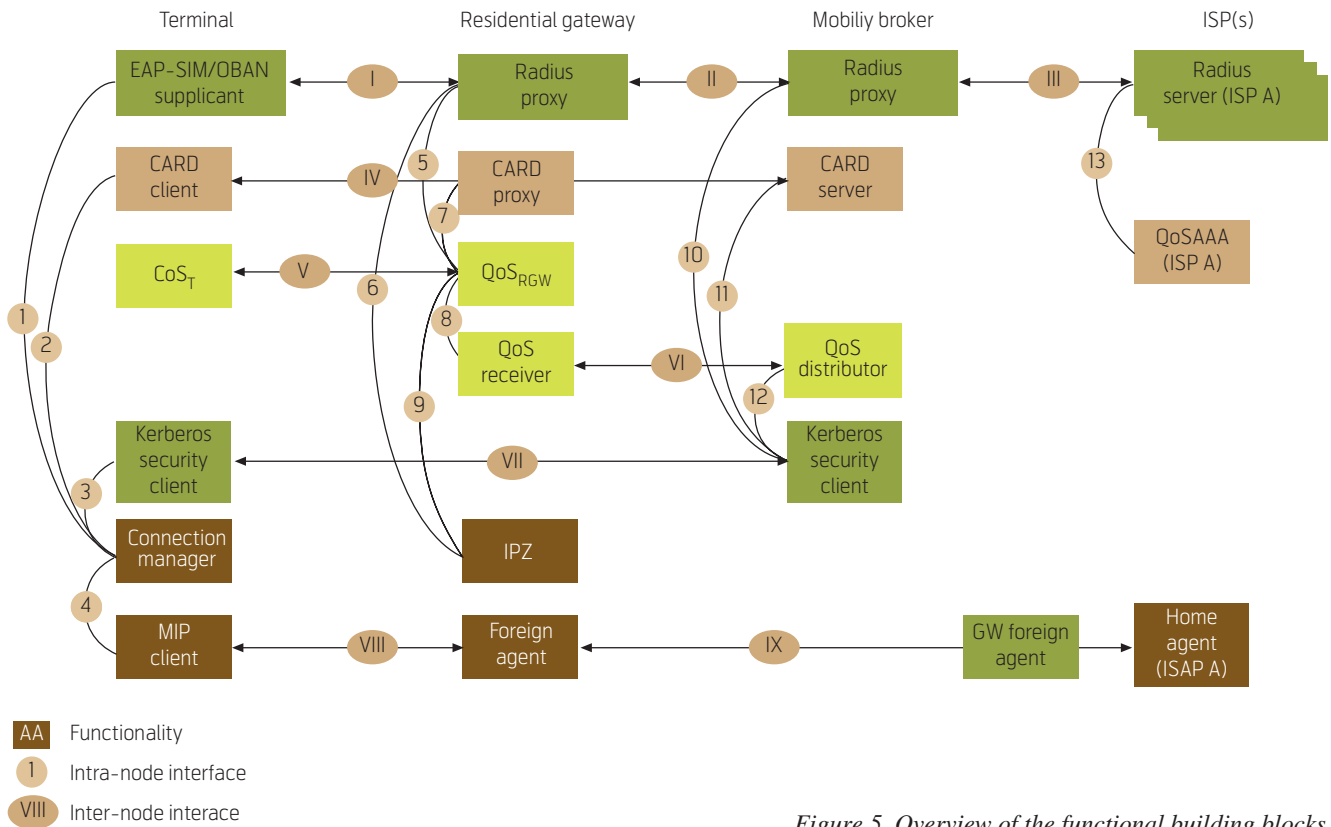 Terminal
Residential gateway
Mobiliy broker
ISP(s)
EAP-SIM/OBAN
supplicant
I
Radius
proxy
II
Radius
proxy
III
Radius
server (ISP A)
CARD
client
IV
5
CARD
proxy
CARD
server
13
7
CoS_T
V
QoS_RGW
QoSAAA
(ISP A)
6
10
11
1
2
8
QoS
receiver
VI
QoS
distributor
9
12
Kerberos
security
client
VII
Kerberos
security
client
3
Connection
manager
IPZ
4
MIP
client
VIII
Foreign
agent
IX
GW foreign
agent
Home
agent
(ISAP A)
AA Functionality
1 Intra-node interface
VIII Inter-node interace
Figure 5 Overview of the functional building blocks